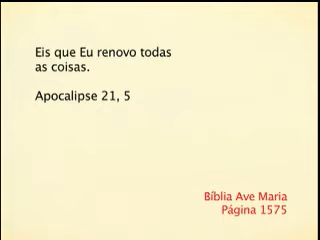 Eis que Eu renovo todas
as coisas.
Apocalipse 21, 5
Bíblia Ave Maria
Página 1575